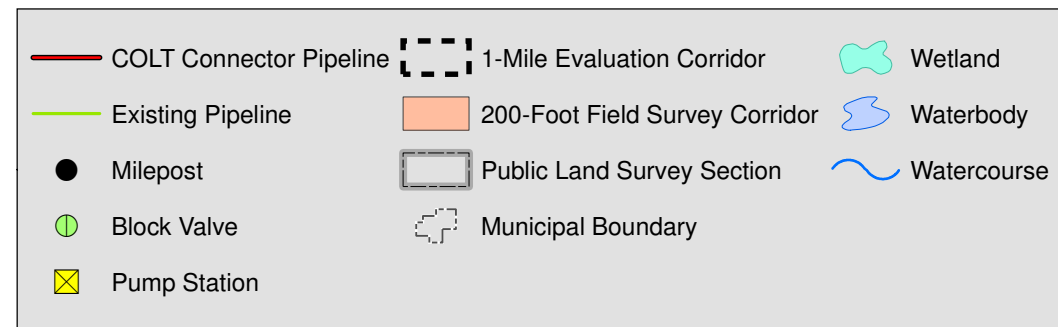 COLT Connector Pipeline
Existing Pipeline
Milepost
Block Valve
Pump Station
1-Mile Evaluation Corridor
200-Foot Field Survey Corridor
Public Land Survey Section
Municipal Boundary
Wetland
Waterbody
Watercourse